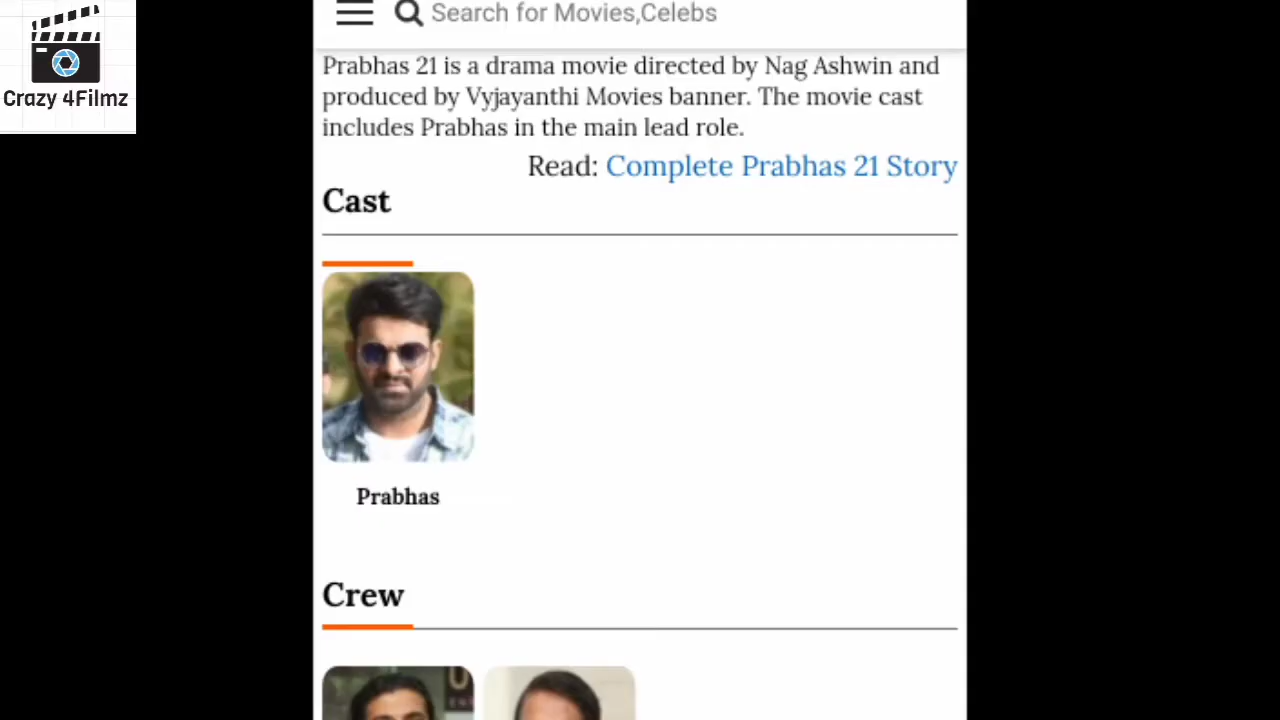 Crazy 4Filmz
Search for Movies,Celebs
Prabhas 21 is a drama movie directed by Nag Ashwin and
produced by Vyjayanthi Movies banner. The movie cast
includes Prabhas in the main lead role.
Read: Complete Prabhas 21 Story
Cast
Prabhas
Crew